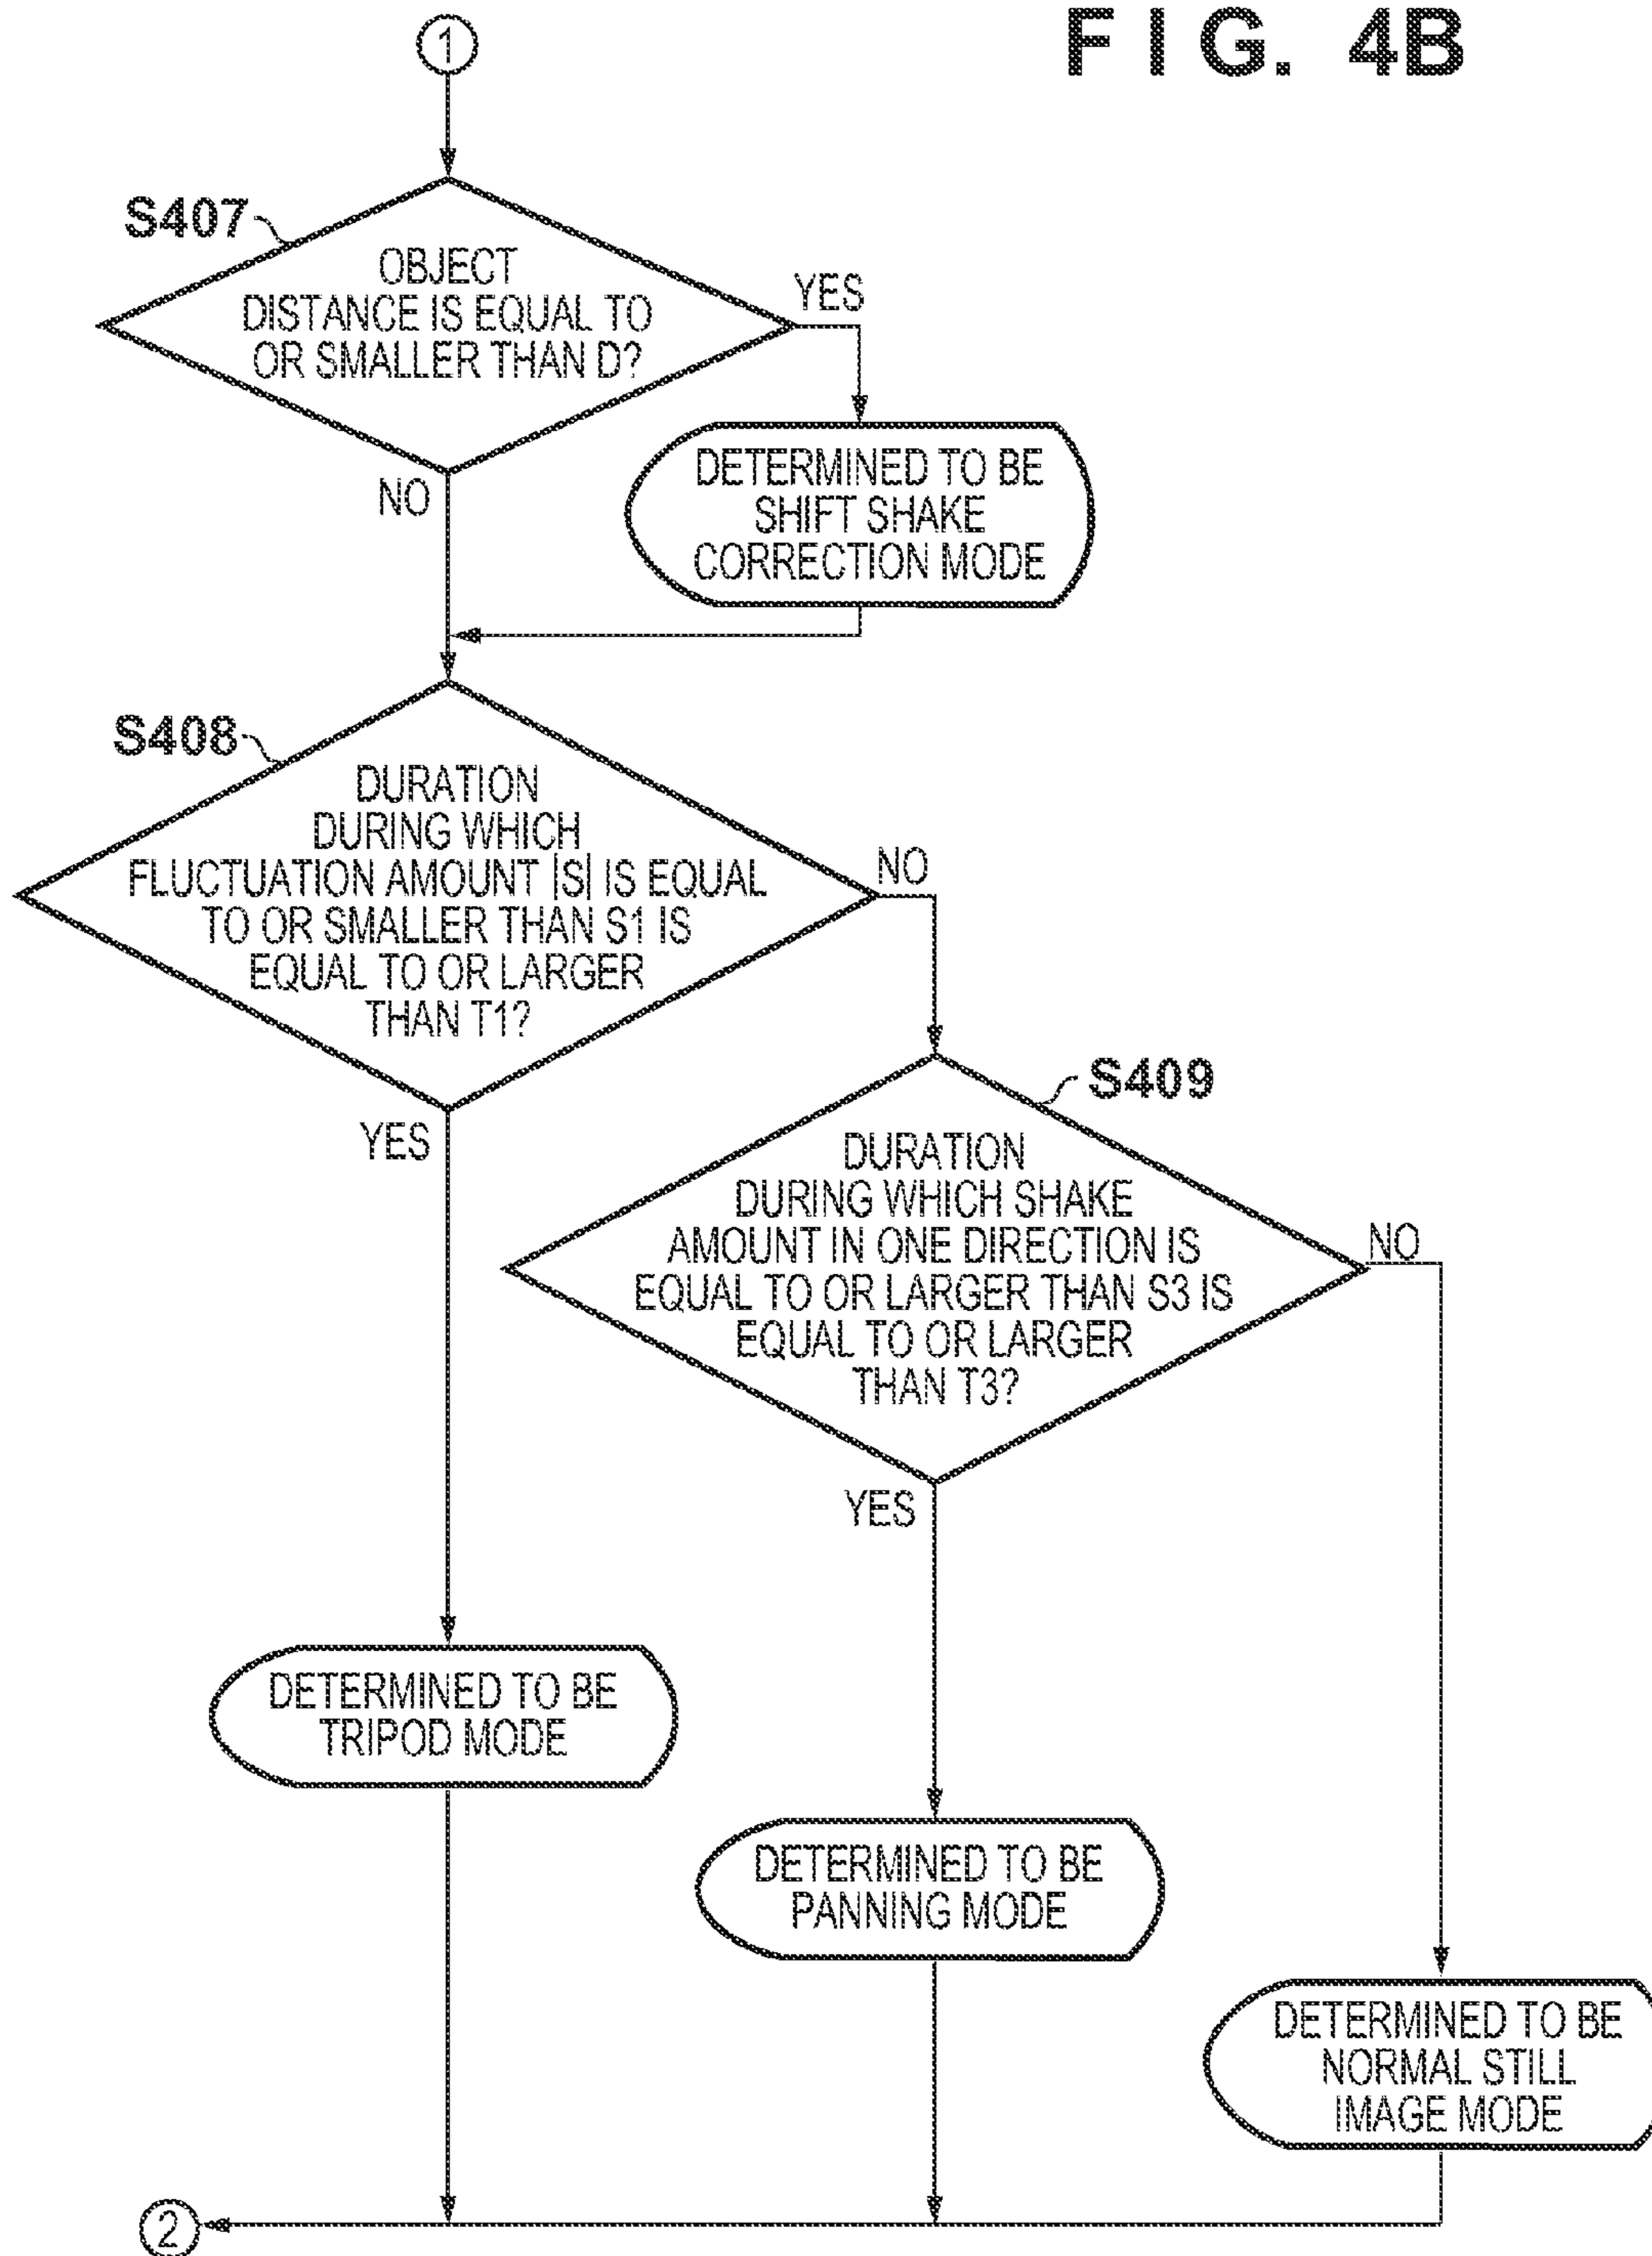 FIG. 4B
1
S407
OBJECT
DISTANCE IS EQUAL TO
OR SMALLER THAN D?
YES
NO
DETERMINED TO BE
SHIFT SHAKE
CORRECTION MODE
S408
DURATION
DURING WHICH
FLUCTUATION AMOUNT |S| IS EQUAL
TO OR SMALLER THAN S1 IS
EQUAL TO OR LARGER
THAN T1?
NO
YES
S409
DURATION
DURING WHICH SHAKE
AMOUNT IN ONE DIRECTION IS
EQUAL TO OR LARGER THAN S3 IS
EQUAL TO OR LARGER
THAN T3?
NO
YES
DETERMINED TO BE
TRIPOD MODE
DETERMINED TO BE
PANNING MODE
DETERMINED TO BE
NORMAL STILL
IMAGE MODE
2